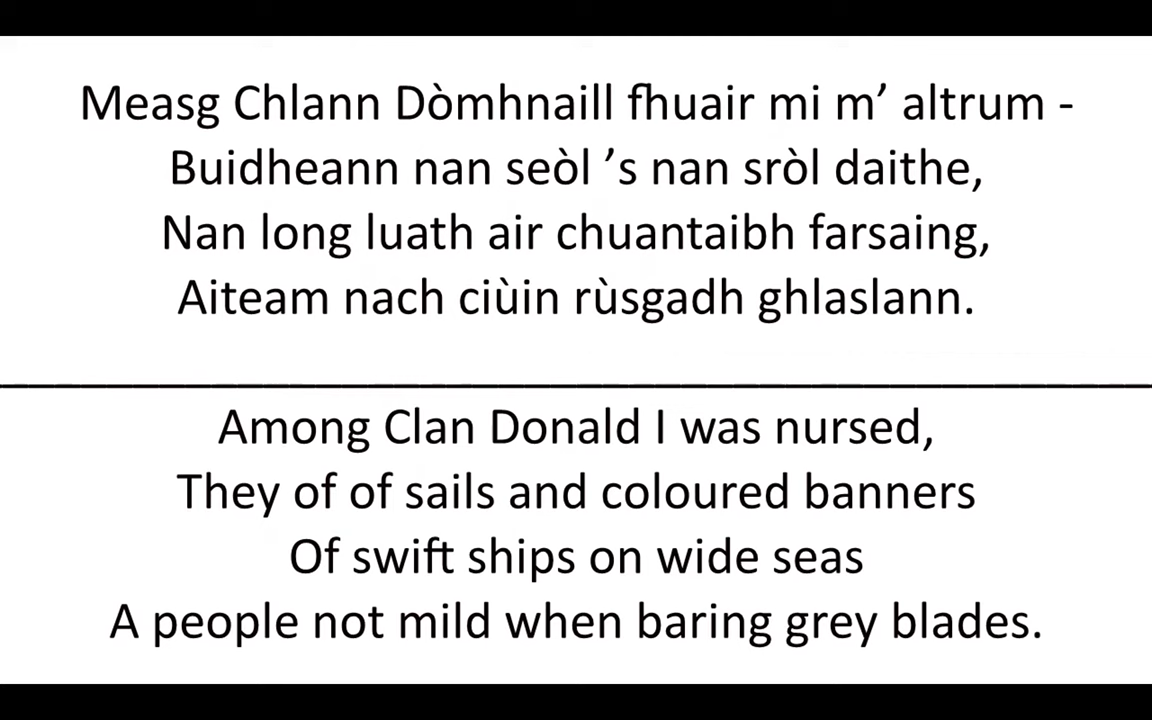 Measg Chlann Dòmhnaill fhuair mi m’ altrum -
Buidheann nan seòl ’s nan sròl daithe,
Nan long luath air chuantaibh farsaing,
Aiteam nach ciùin rùsgadh ghlaslann.
Among Clan Donald I was nursed,
They of of sails and coloured banners
Of swift ships on wide seas
A people not mild when baring grey blades.